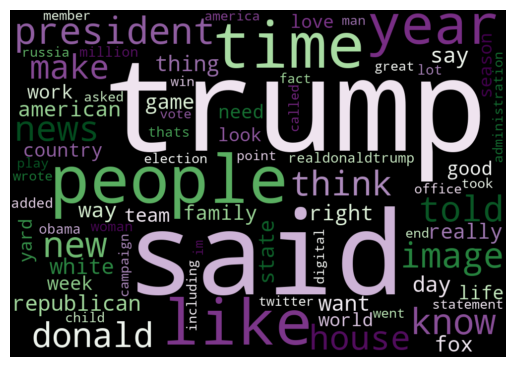 member
america
love
man
president
time
year
russia
million
thing
win
fact
great
lot
say
season
make
trump
work
asked
game
need
called
american
vote
look
administration
news
thats
country
election
point
realdonaldtrump
good
play
people
think
office
took
wrote
way
team
family
right
told
added
obama
yard
woman
im
said
state
digital
end
really
new
campaign
including
image
white
like
week
want
day
life
republican
twitter
world
went
know
statement
child
donald
house
fox